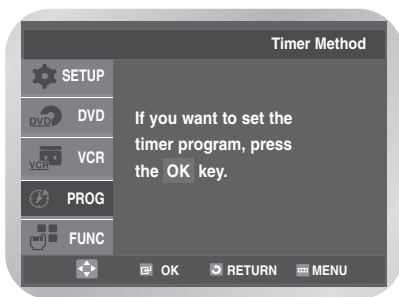 Timer Method
SETUP
DVD DVD
VCR VCR
PROG
FUNC
If you want to set the
timer program, press
the OK key.
OK RETURN MENU